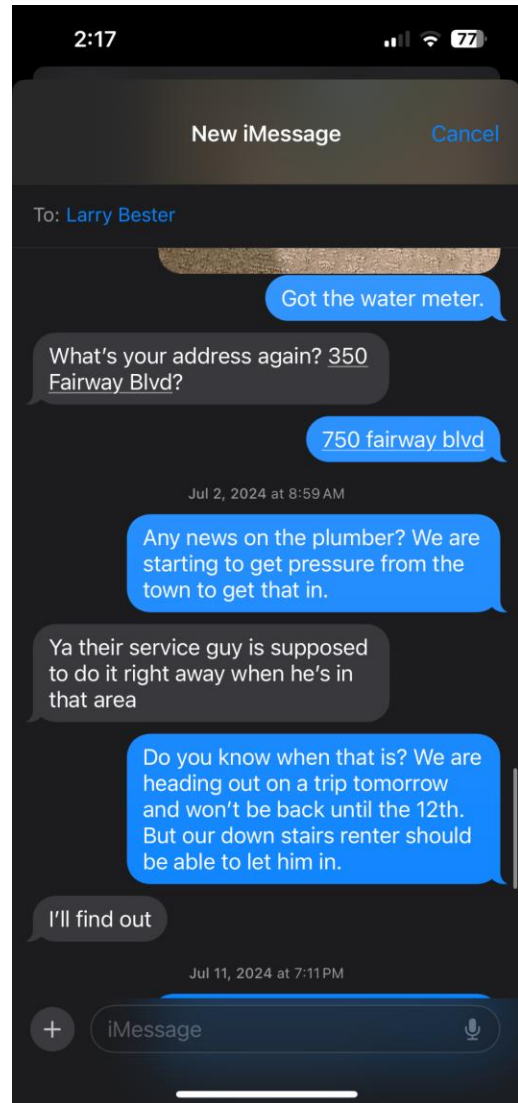 2:17
77
New iMessage
Cancel
To: Larry Bester
Got the water meter.
What's your address again? 350
Fairway Blvd?
750 fairway blvd
Jul 2, 2024 at 8:59 AM
Any news on the plumber? We are
starting to get pressure from the
town to get that in.
Ya their service guy is supposed
to do it right away when he's in
that area
Do you know when that is? We are
heading out on a trip tomorrow
and won't be back until the 12th.
But our down stairs renter should
be able to let him in.
I'll find out
Jul 11, 2024 at 7:11 PM
iMessage